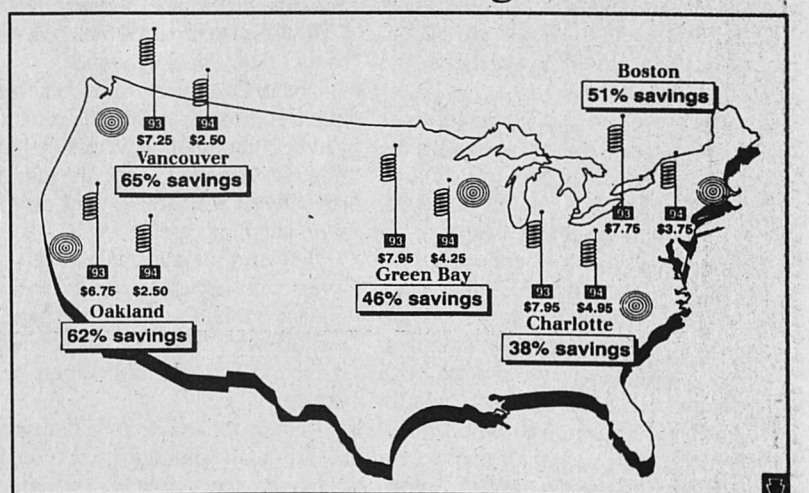 93 94
$7.25 $2.50
Vancouver
65% savings
93 94
$6.75 $2.50
Oakland
62% savings
93 94
$7.95 $4.25
Green Bay
46% savings
Boston
51% savings
93 94
$7.75 $3.75
93 94
$7.95 $4.95
Charlotte
38% savings